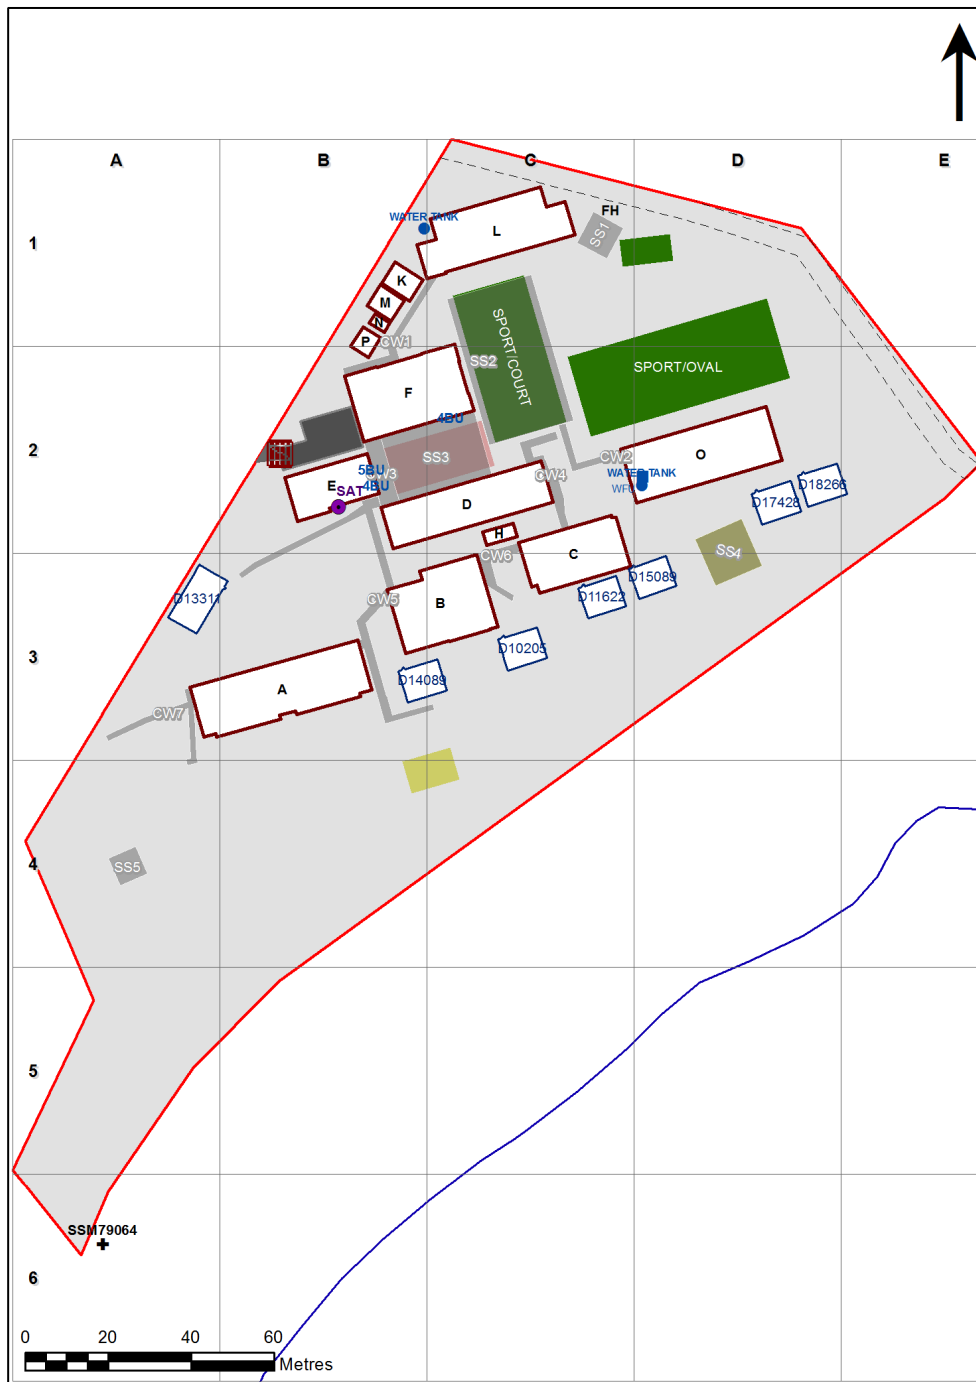 A
B
C
D
E
1
FH
WATER TANK
L
SS1
K
M
N
P
CW1
SPORT/COURT
SS2
SPORT/OVAL
F
4BU
2
SS3
CW2
O
5BU
CW3
E
4BU
SAT
CW4
WATER TANK
WFU
D18266
D17428
D
H
C
SS4
CW6
D15089
D11622
D13311
CW5
B
D10205
3
D14089
A
CW7
4
SS5
5
SSM79064
6
0 20 40 60
Metres